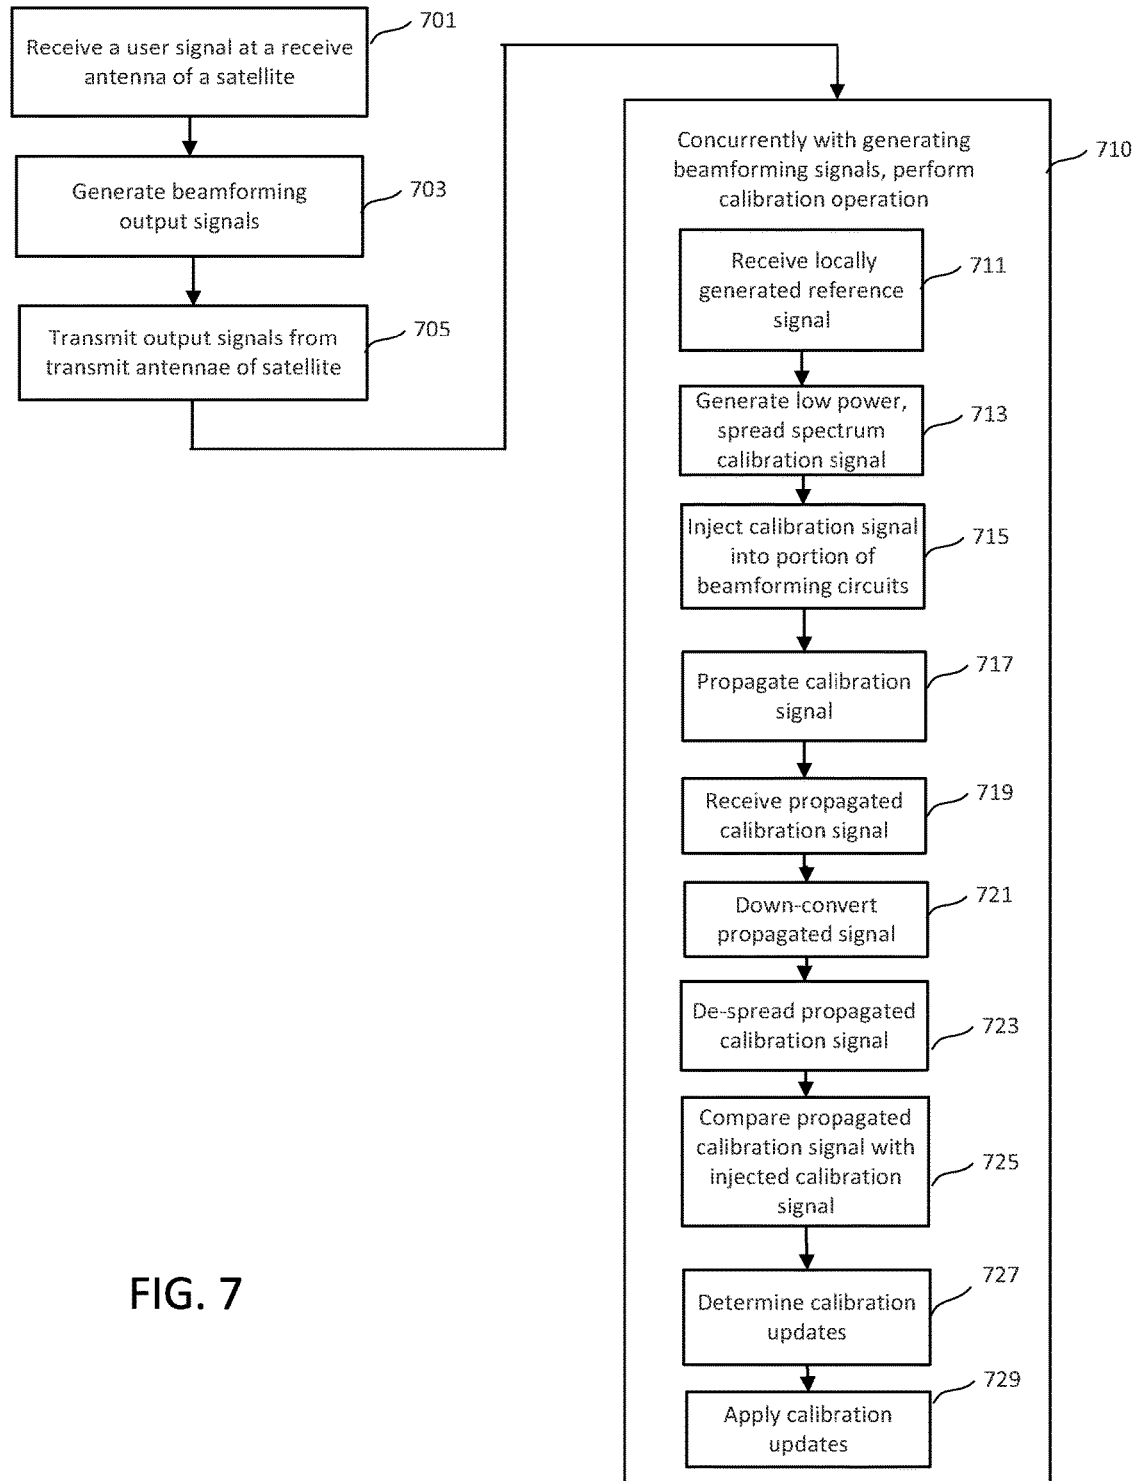 Receive a user signal at a receive
antenna of a satellite
701
Generate beamforming
output signals
703
Transmit output signals from
transmit antennae of satellite
705
Concurrently with generating
beamforming signals, perform
calibration operation
710
Receive locally
generated reference
signal
711
Generate low power,
spread spectrum
calibration signal
713
Inject calibration signal
into portion of
beamforming circuits
715
Propagate calibration
signal
717
Receive propagated
calibration signal
719
Down-convert
propagated signal
721
De-spread propagated
calibration signal
723
Compare propagated
calibration signal with
injected calibration
signal
725
Determine calibration
updates
727
Apply calibration
updates
729
FIG. 7